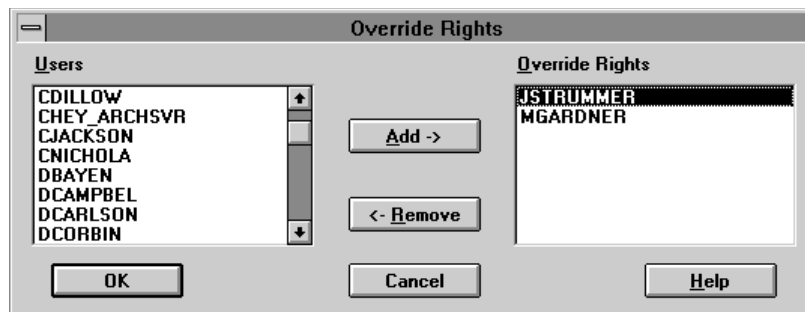 Override Rights
Users
CDILLOW
CHEY_ARCHSVR
CJACKSON
CNICHOLA
DBAYEN
DCAMPBEL
DCARLSON
DCORBIN
Add ->
<- Remove
Override Rights
JSTRUMMER
MGARDNER
OK
Cancel
Help